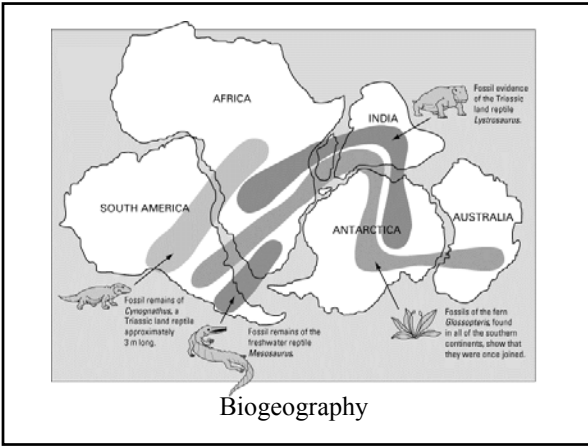 AFRICA
INDIA
Fossil evidence
of the Triassic
land reptile
Lystrosaurus.
SOUTH AMERICA
ANTARCTICA
AUSTRALIA
Fossil remains of
Cynognathus, a
Triassic land reptile
approximately
3 m long.
Fossil remains of the
freshwater reptile
Mesosaurus.
Fossils of the fern
Glossopteris, found
in all of the southern
continents, show that
they were once joined.
Biogeography